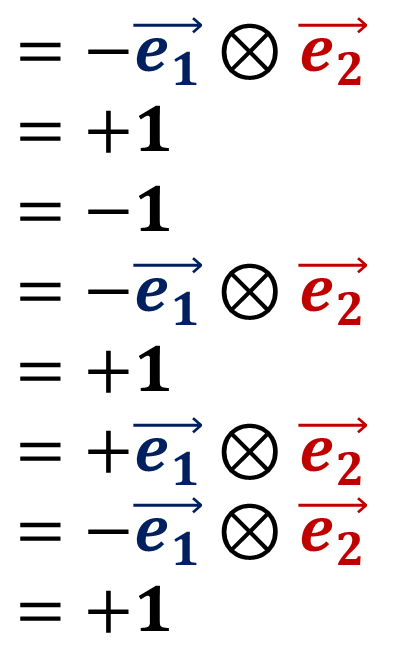 = −e₁⃗ ⊗ e₂⃗
= +1
= −1
= −e₁⃗ ⊗ e₂⃗
= +1
= +e₁⃗ ⊗ e₂⃗
= −e₁⃗ ⊗ e₂⃗
= +1